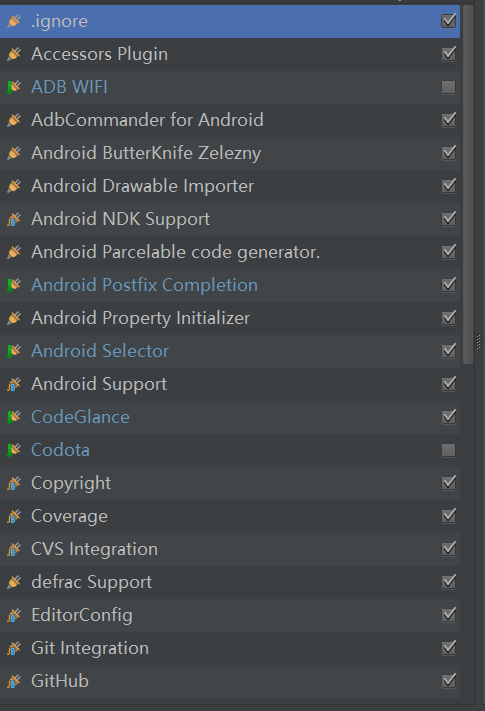 .ignore
Accessors Plugin
ADB WIFI
AdbCommander for Android
Android ButterKnife Zelezny
Android Drawable Importer
Android NDK Support
Android Parcelable code generator.
Android Postfix Completion
Android Property Initializer
Android Selector
Android Support
CodeGlance
Codota
Copyright
Coverage
CVS Integration
defrac Support
EditorConfig
Git Integration
GitHub